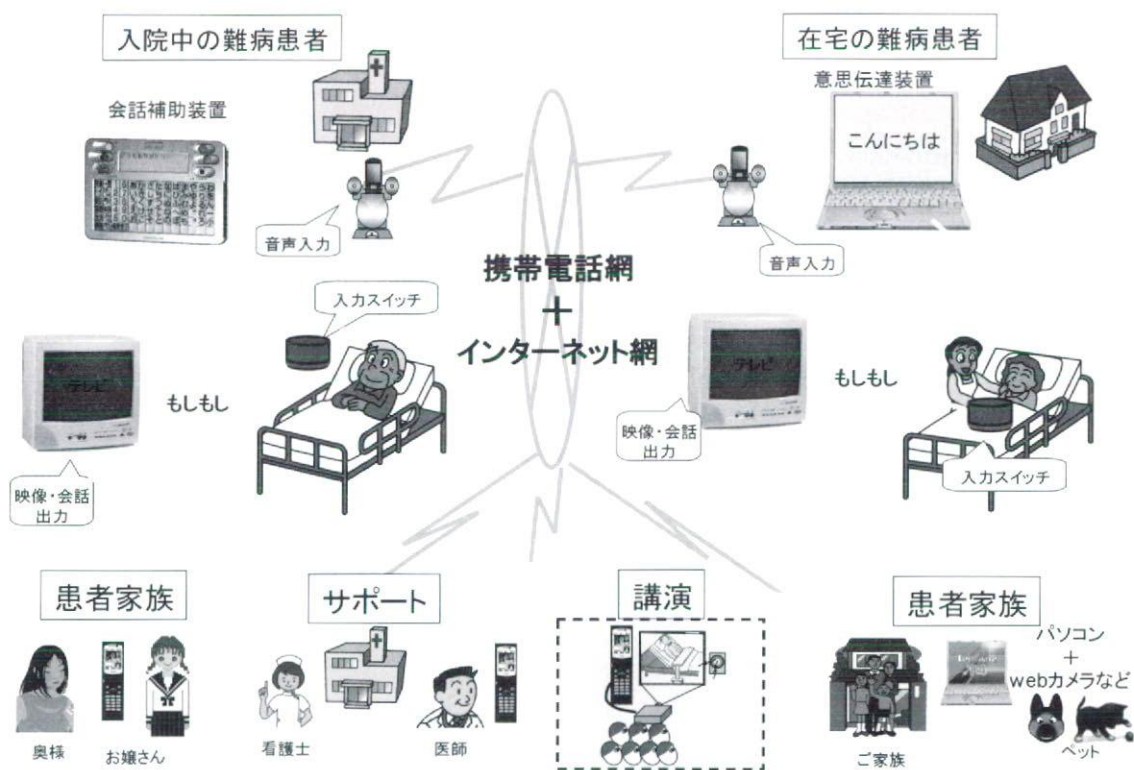 入院中の難病患者
在宅の難病患者
会話補助装置
意思伝達装置
こんにちは
音声入力
音声入力
携帯電話網
＋
インターネット網
入力スイッチ
テレビ
もしもし
映像・会話
出力
テレビ
もしもし
映像・会話
出力
入力スイッチ
患者家族
サポート
講演
患者家族
パソコン
＋
webカメラなど
奥様
お嬢さん
看護士
医師
ご家族
ペット